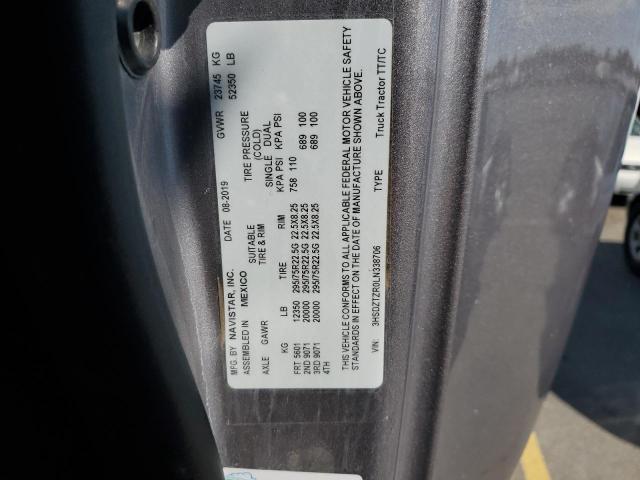 MFG. BY NAVISTAR, INC. DATE 08-2019 GVWR 23745 KG
ASSEMBLED IN MEXICO 52350 LB
SUITABLE TIRE PRESSURE
TIRE & RIM (COLD)
AXLE GAWR SINGLE DUAL
KG LB TIRE RIM KPA PSI KPA PSI
FRT 5601 12350 295/75R22.5G 22.5X8.25 758 110
2ND 9071 20000 295/75R22.5G 22.5X8.25 689 100
3RD 9071 20000 295/75R22.5G 22.5X8.25 689 100
4TH
THIS VEHICLE CONFORMS TO ALL APPLICABLE FEDERAL MOTOR VEHICLE SAFETY
STANDARDS IN EFFECT ON THE DATE OF MANUFACTURE SHOWN ABOVE.
VIN: 3HSDZTZR0LN338706 TYPE Truck Tractor TT/TC